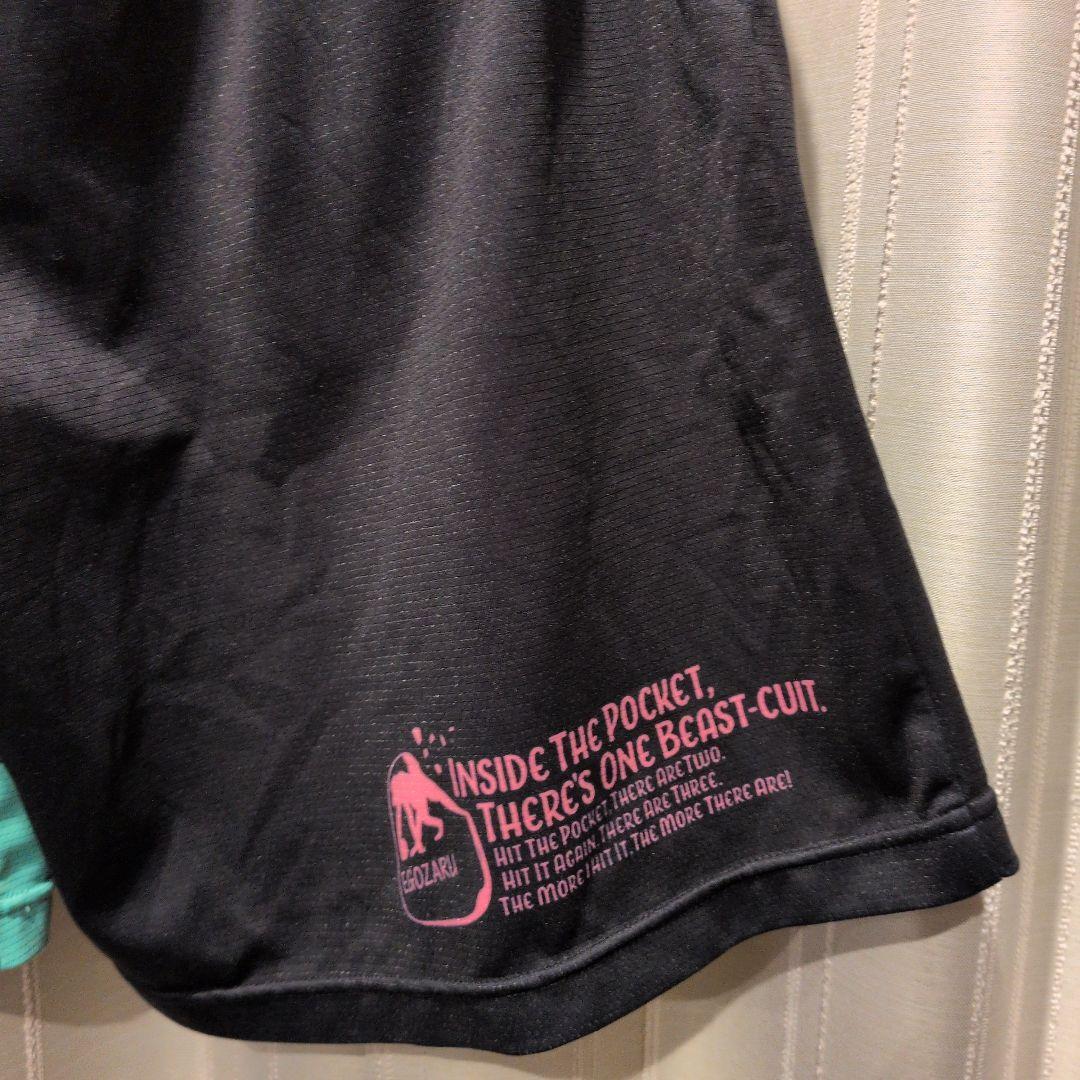 INSIDE THE POCKET,
THERE'S ONE BEAST-CUIT.
HIT THE POCKET, THERE ARE TWO.
HIT IT AGAIN, THERE ARE THREE.
THE MORE I HIT IT, THE MORE THERE ARE!
EGOZARU